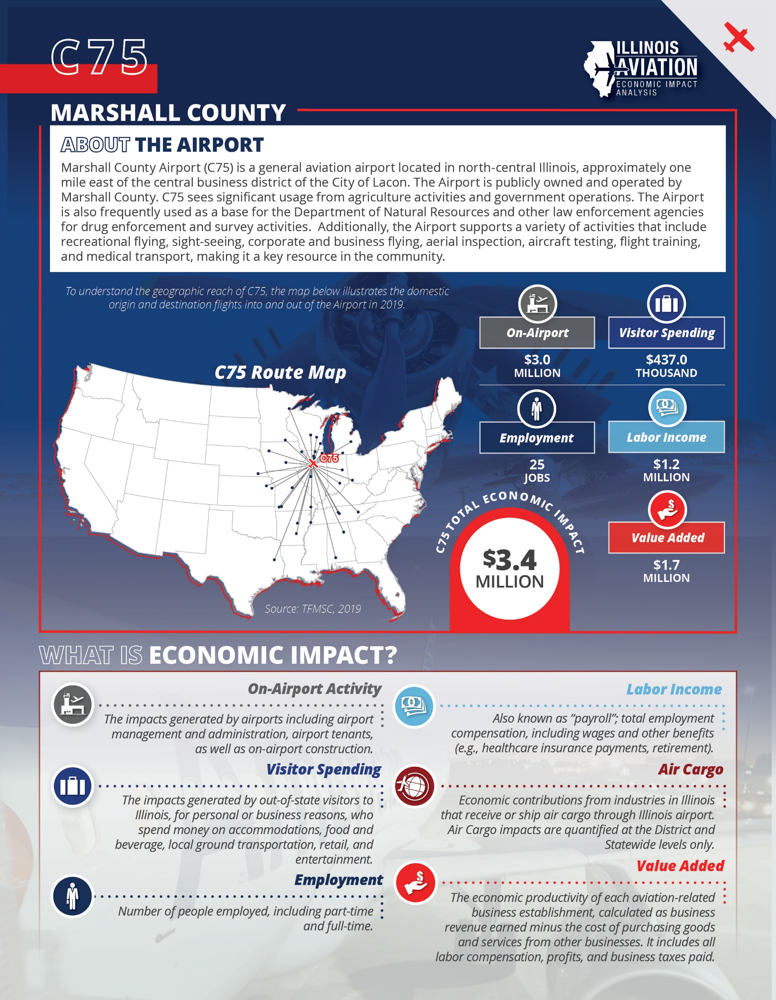 C75
ILLINOIS
AVIATION
ECONOMIC IMPACT
ANALYSIS
MARSHALL COUNTY
ABOUT THE AIRPORT
Marshall County Airport (C75) is a general aviation airport located in north-central Illinois, approximately one
mile east of the central business district of the City of Lacon. The Airport is publicly owned and operated by
Marshall County. C75 sees significant usage from agriculture activities and government operations. The Airport
is also frequently used as a base for the Department of Natural Resources and other law enforcement agencies
for drug enforcement and survey activities.  Additionally, the Airport supports a variety of activities that include
recreational flying, sight-seeing, corporate and business flying, aerial inspection, aircraft testing, flight training,
and medical transport, making it a key resource in the community.
To understand the geographic reach of C75, the map below illustrates the domestic
origin and destination flights into and out of the Airport in 2019.
C75 Route Map
C75
Source: TFMSC, 2019
On-Airport
$3.0
MILLION
Visitor Spending
$437.0
THOUSAND
Employment
25
JOBS
Labor Income
$1.2
MILLION
C75 TOTAL ECONOMIC IMPACT
$3.4
MILLION
Value Added
$1.7
MILLION
WHAT IS ECONOMIC IMPACT?
On-Airport Activity
The impacts generated by airports including airport
management and administration, airport tenants,
as well as on-airport construction.
Visitor Spending
The impacts generated by out-of-state visitors to
Illinois, for personal or business reasons, who
spend money on accommodations, food and
beverage, local ground transportation, retail, and
entertainment.
Employment
Number of people employed, including part-time
and full-time.
Labor Income
Also known as “payroll”; total employment
compensation, including wages and other benefits
(e.g., healthcare insurance payments, retirement).
Air Cargo
Economic contributions from industries in Illinois
that receive or ship air cargo through Illinois airport.
Air Cargo impacts are quantified at the District and
Statewide levels only.
Value Added
The economic productivity of each aviation-related
business establishment, calculated as business
revenue earned minus the cost of purchasing goods
and services from other businesses. It includes all
labor compensation, profits, and business taxes paid.